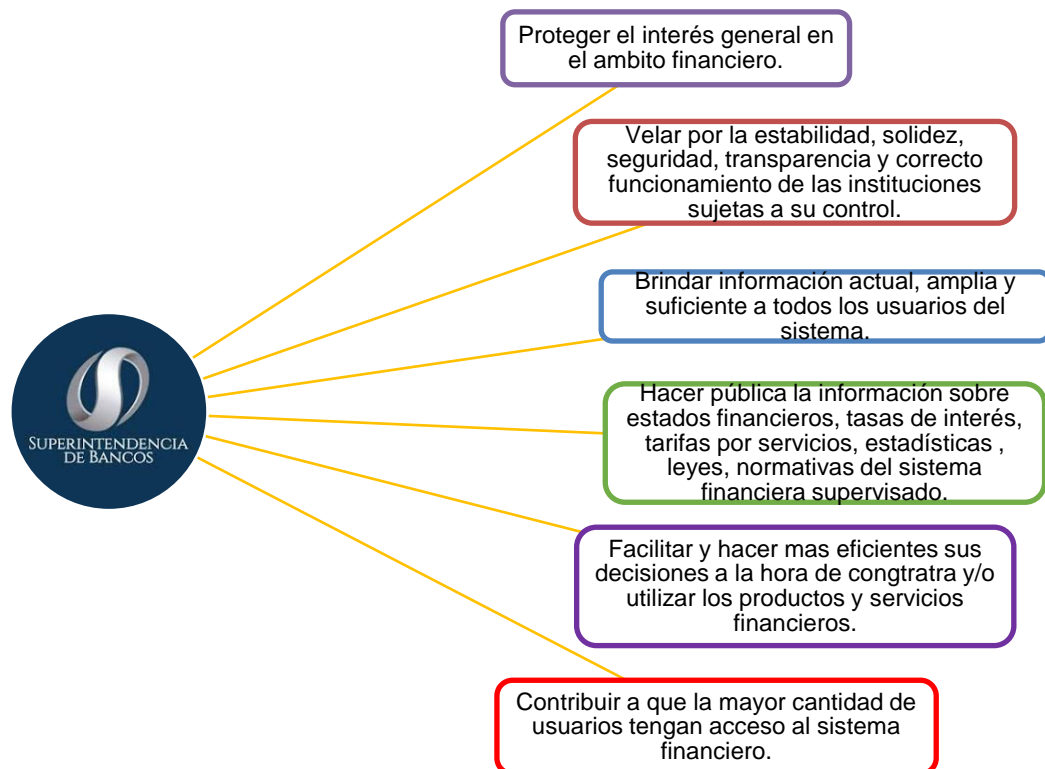 Proteger el interés general en
el ambito financiero.
Velar por la estabilidad, solidez,
seguridad, transparencia y correcto
funcionamiento de las instituciones
sujetas a su control.
Brindar información actual, amplia y
suficiente a todos los usuarios del
sistema.
SUPERINTENDENCIA
DE BANCOS
Hacer pública la información sobre
estados financieros, tasas de interés,
tarifas por servicios, estadísticas ,
leyes, normativas del sistema
financiera supervisado.
Facilitar y hacer mas eficientes sus
decisiones a la hora de congtratra y/o
utilizar los productos y servicios
financieros.
Contribuir a que la mayor cantidad de
usuarios tengan acceso al sistema
financiero.